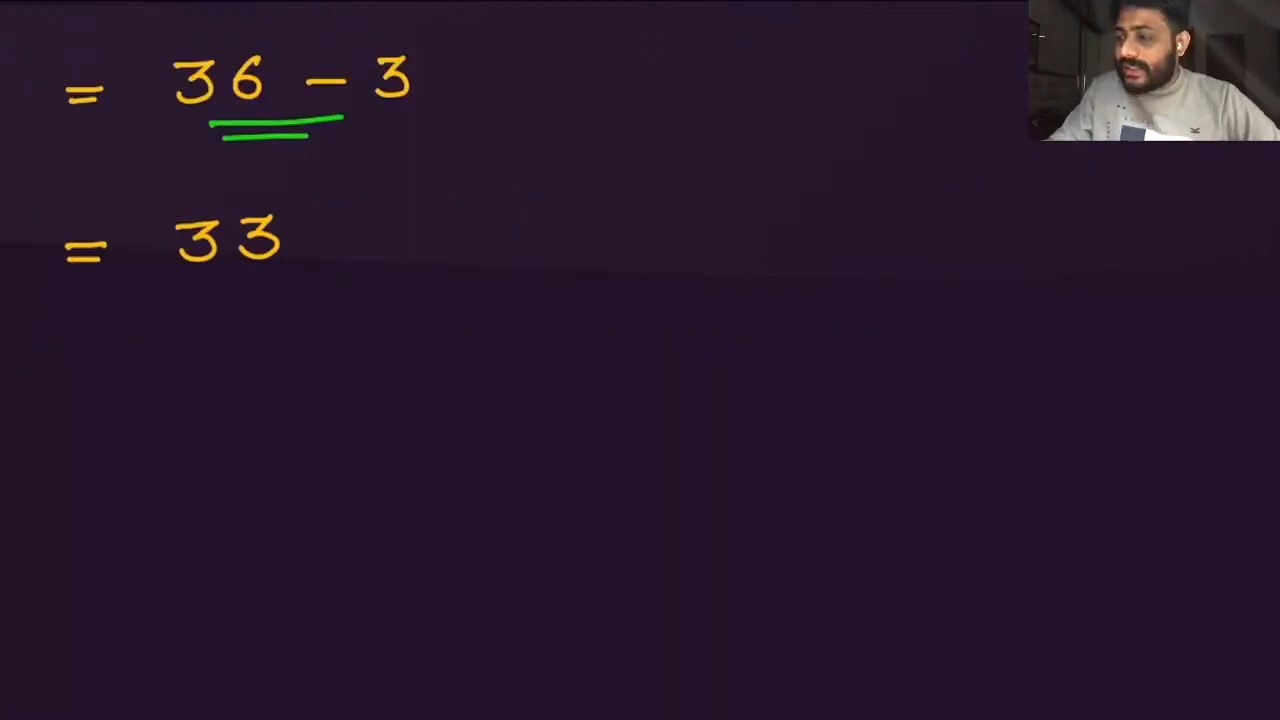 = 36 - 3
= 33